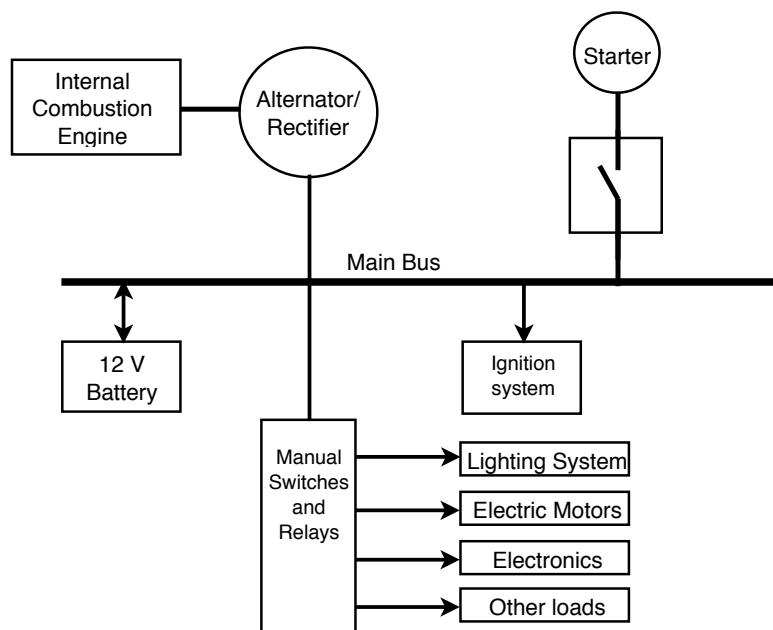 Internal
Combustion
Engine
Alternator/
Rectifier
Starter
Main Bus
12 V
Battery
Ignition
system
Manual
Switches
and
Relays
Lighting System
Electric Motors
Electronics
Other loads